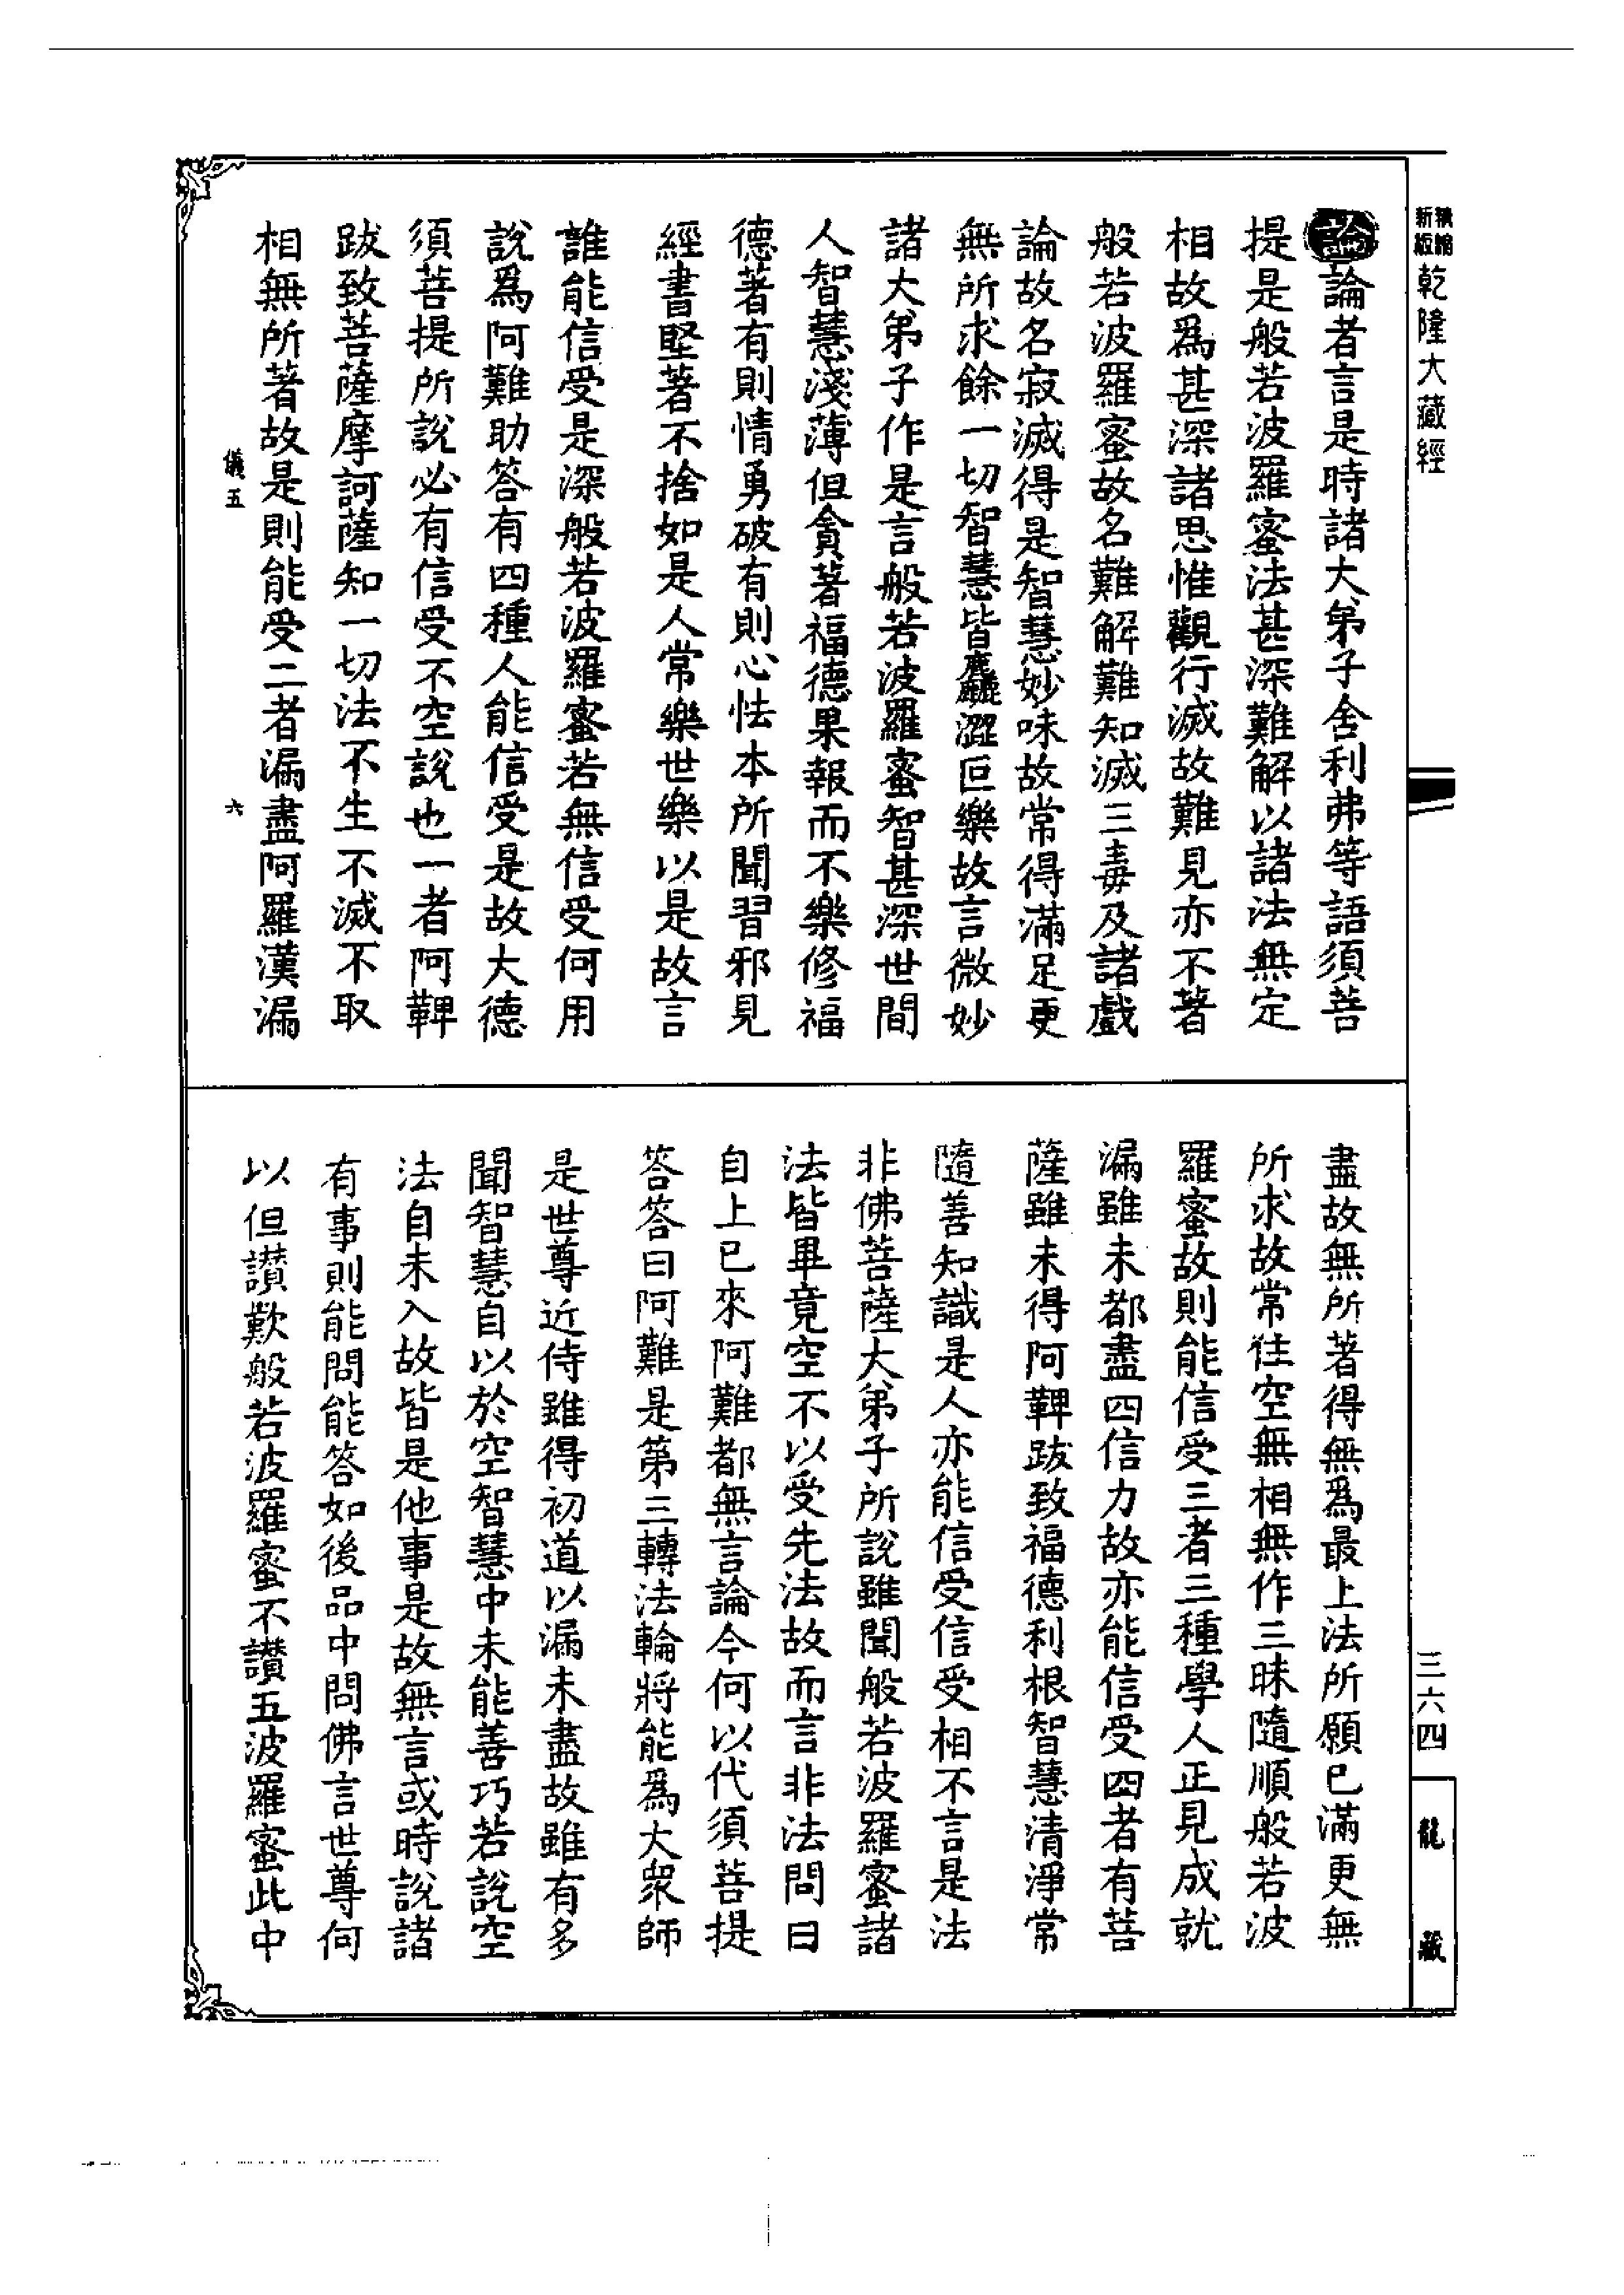 新編縮版 乾隆大藏經
三六四
龍藏
論論者言是時諸大弟子舍利弗等語須菩
提是般若波羅蜜法甚深難解以諸法無定
相故爲甚深諸思惟觀行滅故難見亦不著
般若波羅蜜故名難解難知滅三毒及諸戲
論故名寂滅得是智慧妙味故常得滿足更
無所求餘一切智慧皆麤澀叵樂故言微妙
諸大弟子作是言般若波羅蜜智甚深世間
人智慧淺薄但貪著福德果報而不樂修福
德著有則情勇破有則心怯本所聞習邪見
經書堅著不捨如是人常樂世樂以是故言
誰能信受是深般若波羅蜜若無信受何用
說爲阿難助答有四種人能信受是故大德
須菩提所說必有信受不空說也一者阿鞞
跋致菩薩摩訶薩知一切法不生不滅不取
相無所著故是則能受二者漏盡阿羅漢漏
儀五 六
盡故無所著得無爲最上法所願已滿更無
所求故常住空無相無作三昧隨順般若波
羅蜜故則能信受三者三種學人正見成就
漏雖未都盡四信力故亦能信受四者有菩
薩雖未得阿鞞跋致福德利根智慧清淨常
隨善知識是人亦能信受信受相不言是法
非佛菩薩大弟子所說雖聞般若波羅蜜諸
法皆畢竟空不以受先法故而言非法問曰
自上已來阿難都無言論今何以代須菩提
答答曰阿難是第三轉法輪將能爲大眾師
是世尊近侍雖得初道以漏未盡故雖有多
聞智慧自以於空智慧中未能善巧若說空
法自未入故皆是他事是故無言或時說諸
有事則能問能答如後品中問佛言世尊何
以但讃歎般若波羅蜜不讃五波羅蜜此中